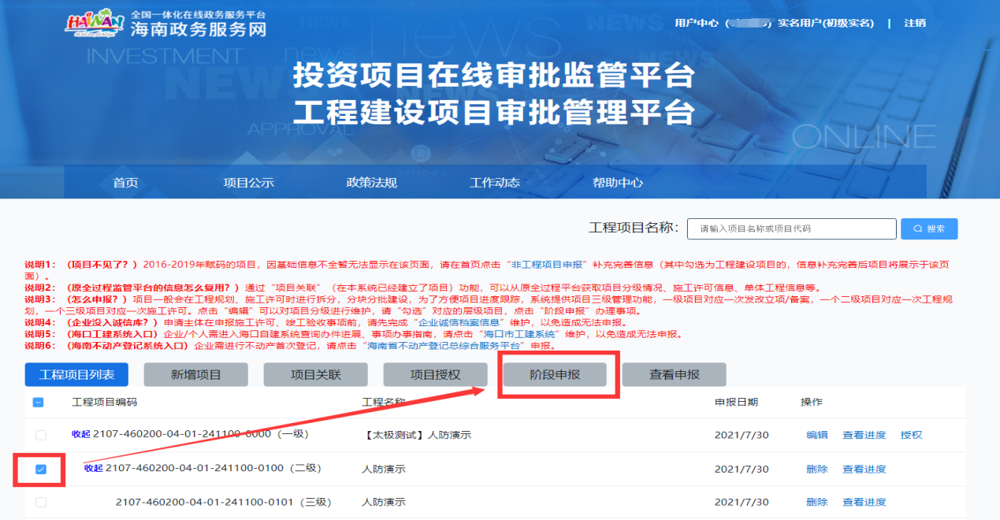 HAINAN
全国一体化在线政务服务平台
海南政务服务网
用户中心 (
) 实名用户(初级实名) | 注销
NEWS
news
NEWS
INVESTMENT
news
NEWS
NEWS
NEWS
投资项目在线审批监管平台
工程建设项目审批管理平台
APPROVAL
ONLINE
OPTION 3
首页 项目公示 政策法规 工作动态 帮助中心
工程项目名称： 请输入项目名称或项目代码 搜索
说明1：（项目不见了？）2016-2019年赋码的项目，因基础信息不全暂无法显示在该页面，请在首页点击“非工程项目申报”补充完善信息（其中勾选为工程建设项目的，信息补充完善后项目将展示于该页
面）。
说明2：（原全过程监管平台的信息怎么复用？）通过“项目关联”（在本系统已经建立了项目）功能，可以从原全过程平台获取项目分级情况、施工许可信息、单体工程信息等。
说明3：（怎么申报？）项目一般会在工程规划、施工许可时进行拆分，分块分批建设，为了方便项目进度跟踪，系统提供项目三级管理功能，一级项目对应一次发改立项/备案，一个二级项目对应一次工程规
划，一个三级项目对应一次施工许可。点击“编辑”可以对项目分级进行维护，请“勾选”对应的层级项目，点击“阶段申报”办理事项。
说明4：（企业没入诚信库？）申请主体在申报施工许可、竣工验收事项前，请先完成“企业诚信档案信息”维护，以免造成无法申报。
说明5：（海口工建系统入口）企业/个人需进入海口自建系统查询办件进展、事项办事指南，请点击“海口市工建系统”维护，以免造成无法申报。
说明6：（海南不动产登记系统入口）企业需进行不动产首次登记，请点击“海南省不动产登记总综合服务平台”申报。
工程项目列表 新增项目 项目关联 项目授权 阶段申报 查看申报
工程项目编码 工程名称 申报日期 操作
收起 2107-460200-04-01-241100-0000（一级） 【太极测试】人防演示 2021/7/30 编辑 查看进度 授权
收起 2107-460200-04-01-241100-0100（二级） 人防演示 2021/7/30 删除 查看进度
2107-460200-04-01-241100-0101（三级） 人防演示 2021/7/30 删除 查看进度